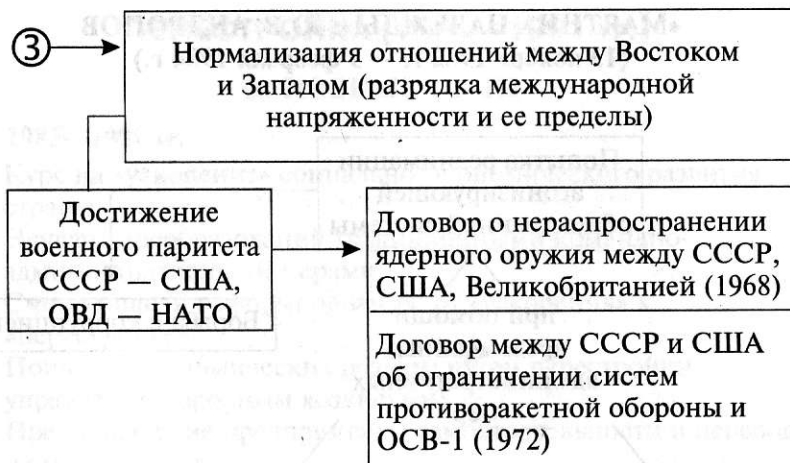 3
Нормализация отношений между Востоком
и Западом (разрядка международной
напряженности и ее пределы)
Достижение
военного паритета
СССР — США,
ОВД — НАТО
Договор о нераспространении
ядерного оружия между СССР,
США, Великобританией (1968)
Договор между СССР и США
об ограничении систем
противоракетной обороны и
ОСВ-1 (1972)